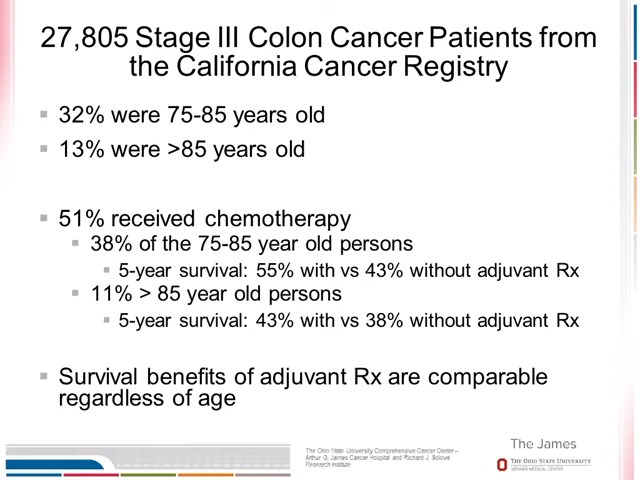 27,805 Stage III Colon Cancer Patients from
the California Cancer Registry
32% were 75-85 years old
13% were >85 years old
51% received chemotherapy
38% of the 75-85 year old persons
5-year survival: 55% with vs 43% without adjuvant Rx
11% > 85 year old persons
5-year survival: 43% with vs 38% without adjuvant Rx
Survival benefits of adjuvant Rx are comparable
regardless of age
The Ohio State University Comprehensive Cancer Center –
Arthur G. James Cancer Hospital and Richard J. Solove
Research Institute
The James
THE OHIO STATE UNIVERSITY
WEXNER MEDICAL CENTER